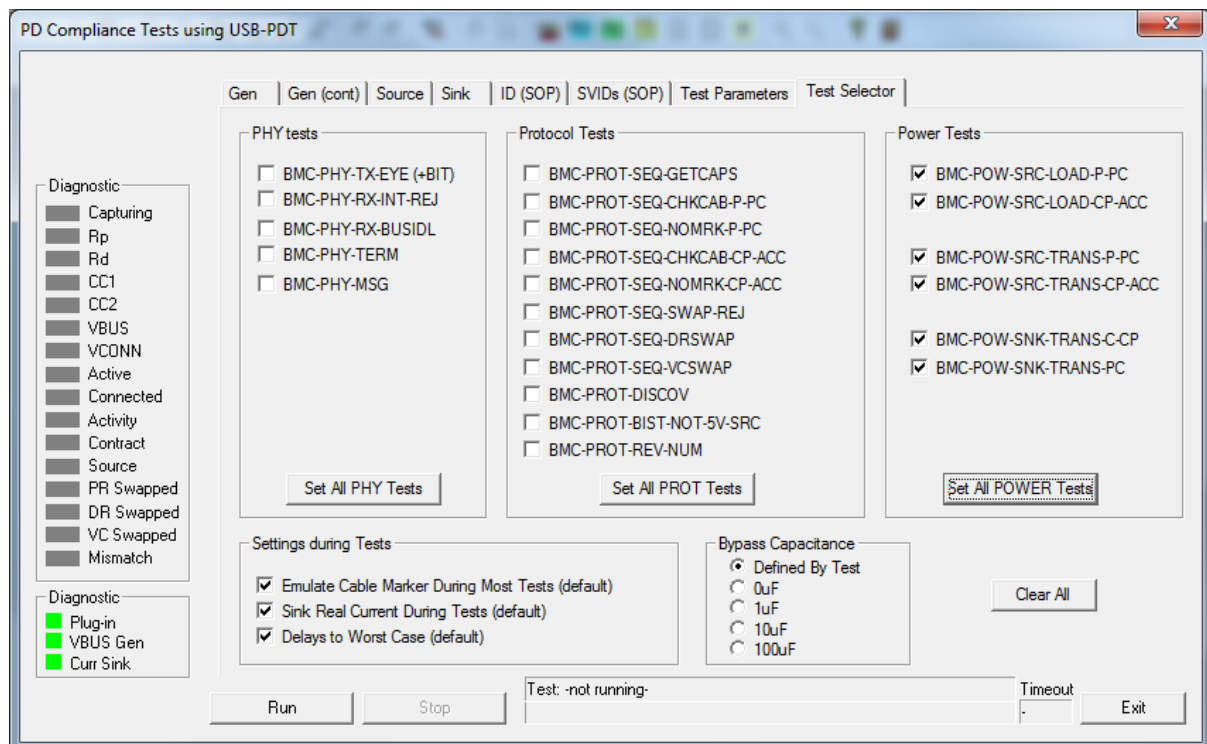 PD Compliance Tests using USB-PDT
Gen
Gen (cont)
Source
Sink
ID (SOP)
SVIDs (SOP)
Test Parameters
Test Selector
Diagnostic
Capturing
Rp
Rd
CC1
CC2
VBUS
VCONN
Active
Connected
Activity
Contract
Source
PR Swapped
DR Swapped
VC Swapped
Mismatch
Diagnostic
Plug-in
VBUS Gen
Curr Sink
PHY tests
BMC-PHY-TX-EYE (+BIT)
BMC-PHY-RX-INT-REJ
BMC-PHY-RX-BUSIDL
BMC-PHY-TERM
BMC-PHY-MSG
Set All PHY Tests
Protocol Tests
BMC-PROT-SEQ-GETCAPS
BMC-PROT-SEQ-CHKCAB-P-PC
BMC-PROT-SEQ-NOMRK-P-PC
BMC-PROT-SEQ-CHKCAB-CP-ACC
BMC-PROT-SEQ-NOMRK-CP-ACC
BMC-PROT-SEQ-SWAP-REJ
BMC-PROT-SEQ-DRSWAP
BMC-PROT-SEQ-VCSWAP
BMC-PROT-DISCOV
BMC-PROT-BIST-NOT-5V-SRC
BMC-PROT-REV-NUM
Set All PROT Tests
Power Tests
BMC-POW-SRC-LOAD-P-PC
BMC-POW-SRC-LOAD-CP-ACC
BMC-POW-SRC-TRANS-P-PC
BMC-POW-SRC-TRANS-CP-ACC
BMC-POW-SNK-TRANS-C-CP
BMC-POW-SNK-TRANS-PC
Set All POWER Tests
Settings during Tests
Emulate Cable Marker During Most Tests (default)
Sink Real Current During Tests (default)
Delays to Worst Case (default)
Bypass Capacitance
Defined By Test
0uF
1uF
10uF
100uF
Clear All
Run
Stop
Test: -not running-
Timeout
-
Exit